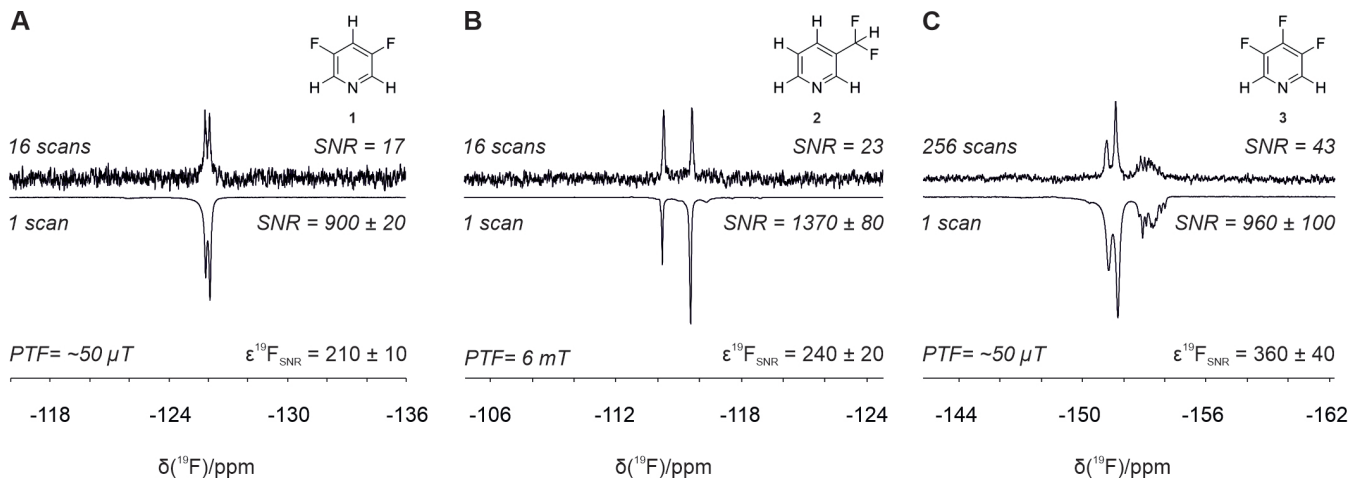 A
H
F
F
H
N
H
1
16 scans
SNR = 17
1 scan
SNR = 900 ± 20
PTF= ~50 µT
ε¹⁹F_SNR = 210 ± 10
-118
-124
-130
-136
δ(¹⁹F)/ppm
B
F
H
H
H
F
H
N
H
2
16 scans
SNR = 23
1 scan
SNR = 1370 ± 80
PTF= 6 mT
ε¹⁹F_SNR = 240 ± 20
-106
-112
-118
-124
δ(¹⁹F)/ppm
C
F
F
F
H
N
H
3
256 scans
SNR = 43
1 scan
SNR = 960 ± 100
PTF= ~50 µT
ε¹⁹F_SNR = 360 ± 40
-144
-150
-156
-162
δ(¹⁹F)/ppm